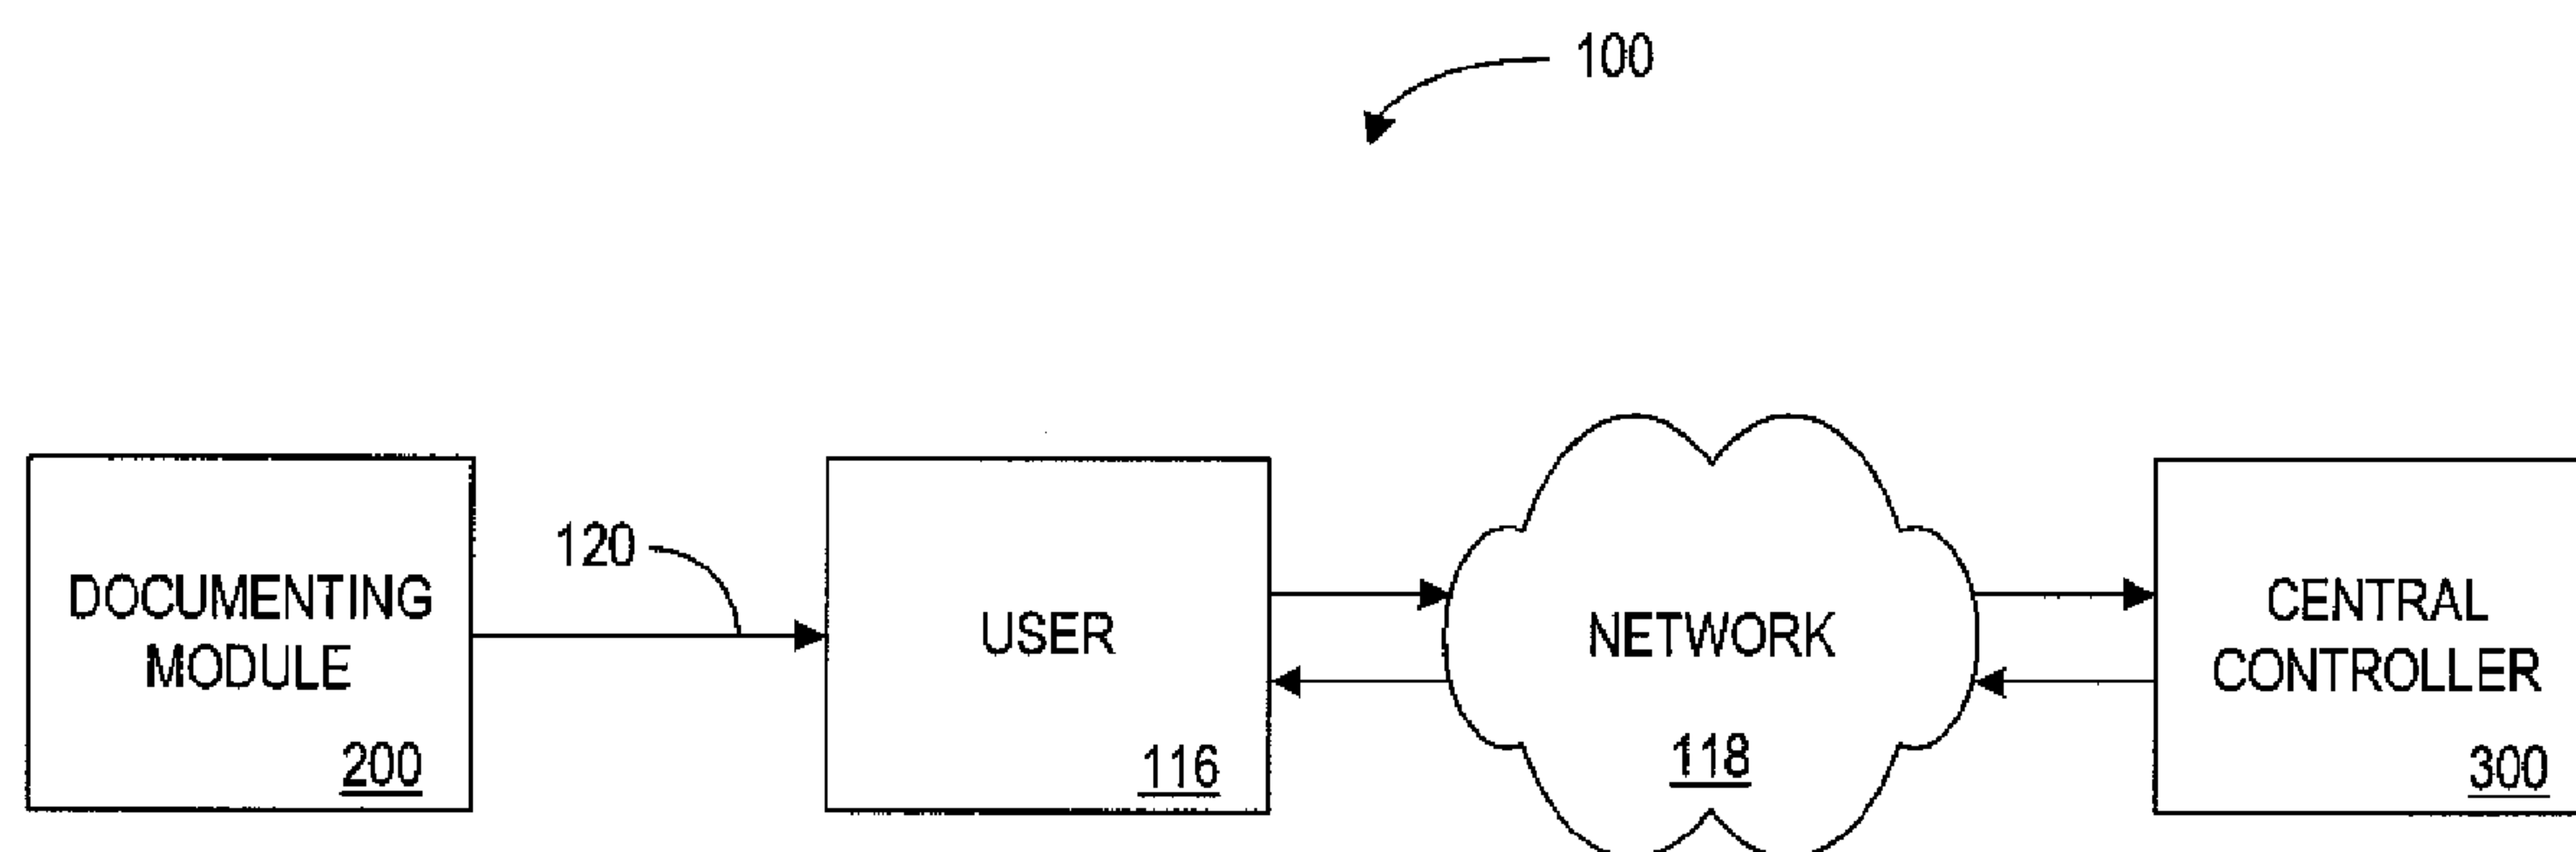 100
120
DOCUMENTING
MODULE
200
USER
116
NETWORK
118
CENTRAL
CONTROLLER
300